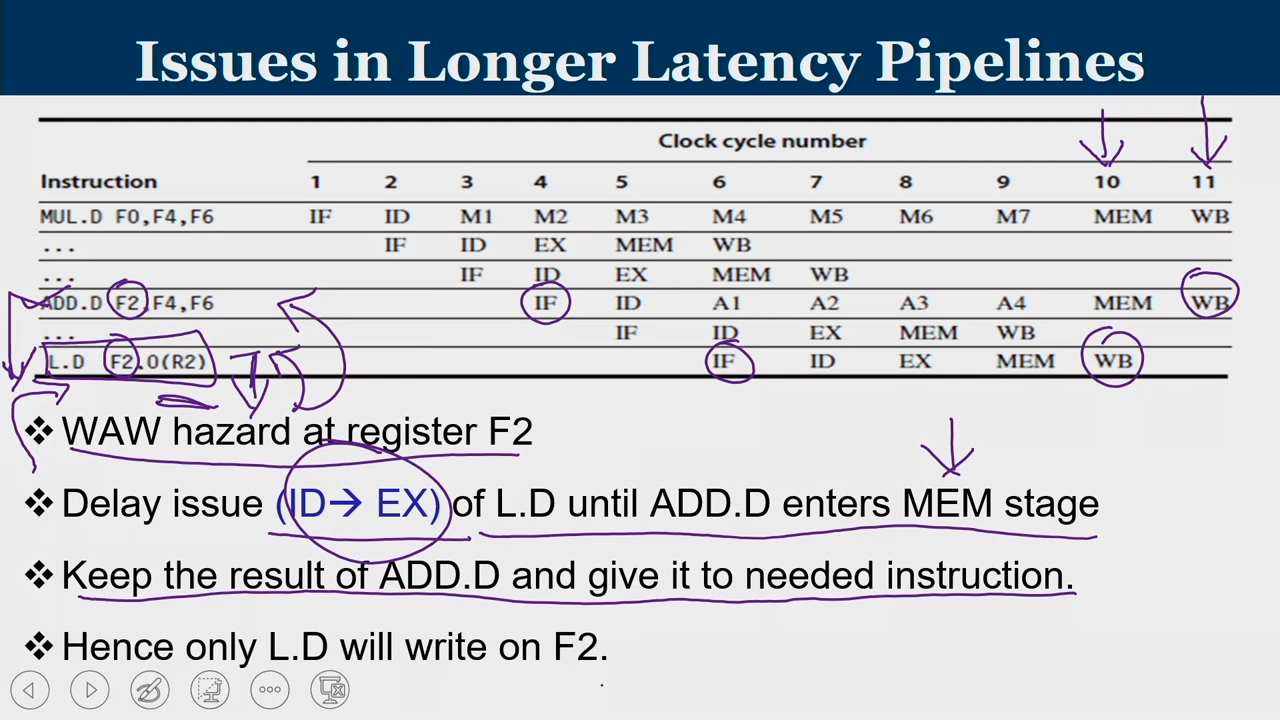 Issues in Longer Latency Pipelines
Clock cycle number
Instruction 1 2 3 4 5 6 7 8 9 10 11
MUL.D F0,F4,F6 IF ID M1 M2 M3 M4 M5 M6 M7 MEM WB
... IF ID EX MEM WB
... IF ID EX MEM WB
ADD.D F2,F4,F6 IF ID A1 A2 A3 A4 MEM WB
... IF ID EX MEM WB
L.D F2,0(R2) IF ID EX MEM WB
❖ WAW hazard at register F2
❖ Delay issue (ID→ EX) of L.D until ADD.D enters MEM stage
❖ Keep the result of ADD.D and give it to needed instruction.
❖ Hence only L.D will write on F2.